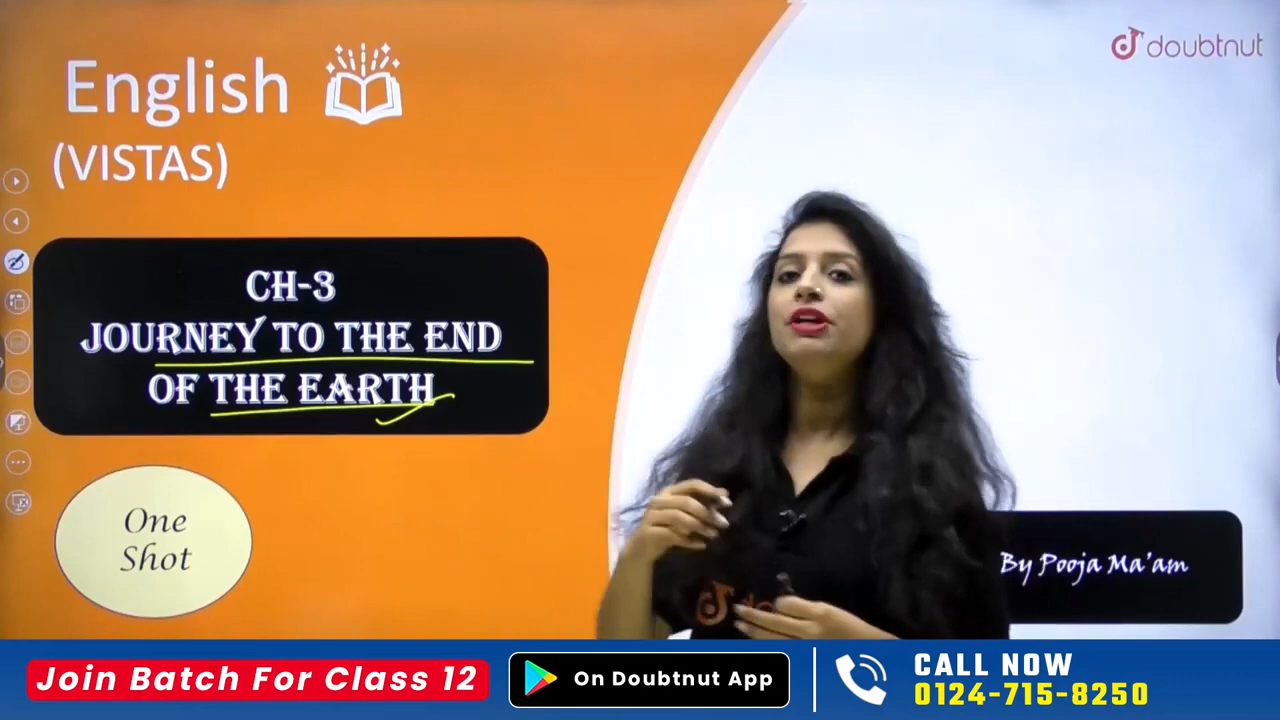 English
(VISTAS)
doubtnut
CH-3
JOURNEY TO THE END
OF THE EARTH
One
Shot
By Pooja Ma'am
Join Batch For Class 12
On Doubtnut App
CALL NOW
0124-715-8250